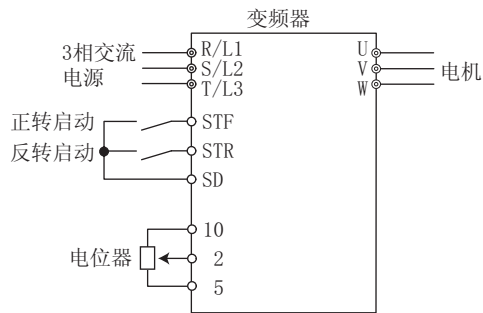 变频器
3相交流
电源
R/L1
S/L2
T/L3
U
V
W
电机
正转启动
STF
反转启动
STR
SD
10
电位器
2
5